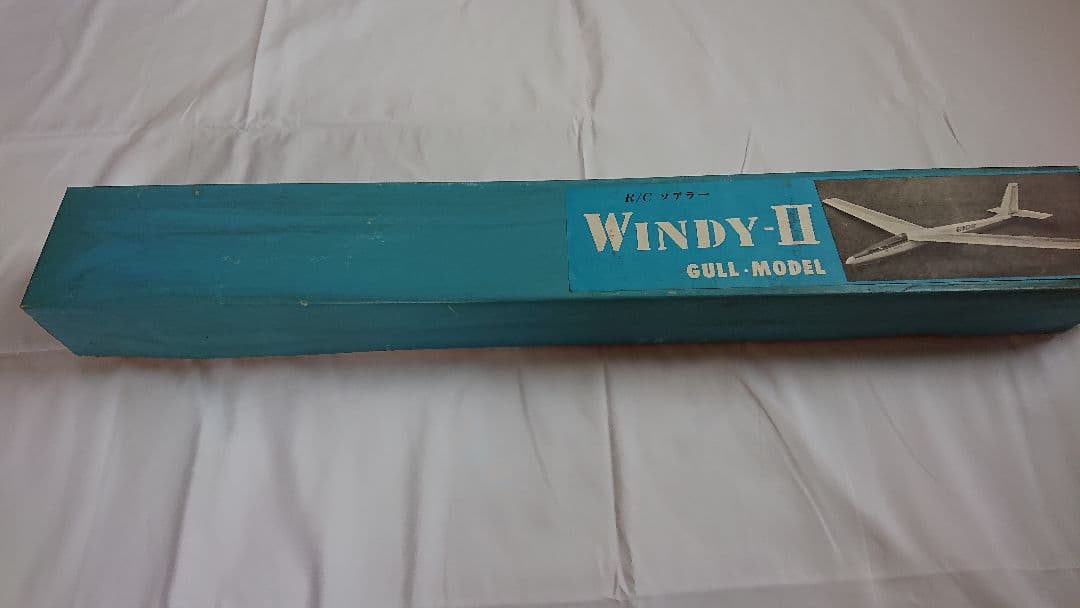 R/C ソアラー
WINDY-II
GULL·MODEL